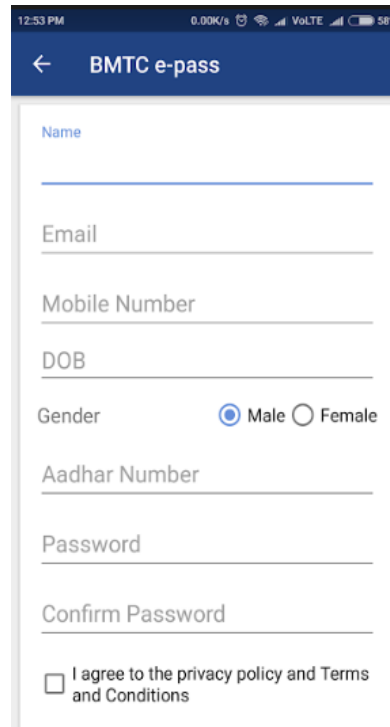 12:53 PM 0.00K/s VoLTE 58
BMTC e-pass
Name
Email
Mobile Number
DOB
Gender Male Female
Aadhar Number
Password
Confirm Password
I agree to the privacy policy and Terms
and Conditions